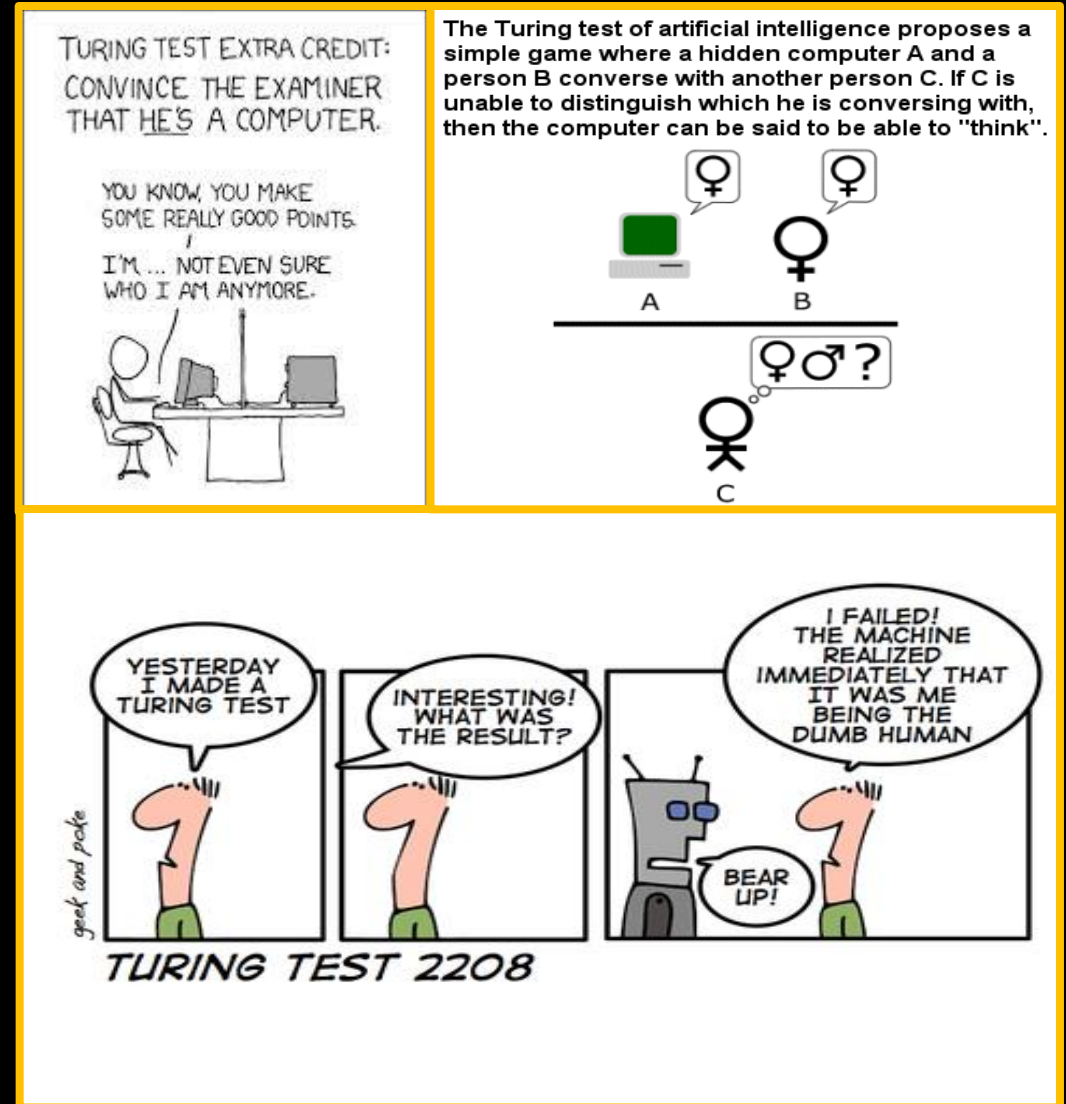 TURING TEST EXTRA CREDIT:
CONVINCE THE EXAMINER
THAT HE'S A COMPUTER.
YOU KNOW, YOU MAKE
SOME REALLY GOOD POINTS.
I'M ... NOT EVEN SURE
WHO I AM ANYMORE.
The Turing test of artificial intelligence proposes a
simple game where a hidden computer A and a
person B converse with another person C. If C is
unable to distinguish which he is conversing with,
then the computer can be said to be able to "think".
♀ ♀
A B
♀♂?
C
YESTERDAY
I MADE A
TURING TEST
INTERESTING!
WHAT WAS
THE RESULT?
I FAILED!
THE MACHINE
REALIZED
IMMEDIATELY THAT
IT WAS ME
BEING THE
DUMB HUMAN
BEAR
UP!
geek and poke
TURING TEST 2208